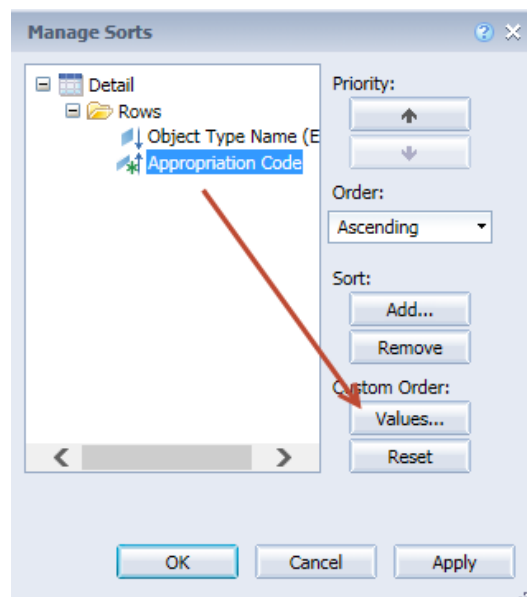 Manage Sorts
Detail
Rows
Object Type Name (E
Appropriation Code
Priority:
Order:
Ascending
Sort:
Add...
Remove
Custom Order:
Values...
Reset
OK
Cancel
Apply